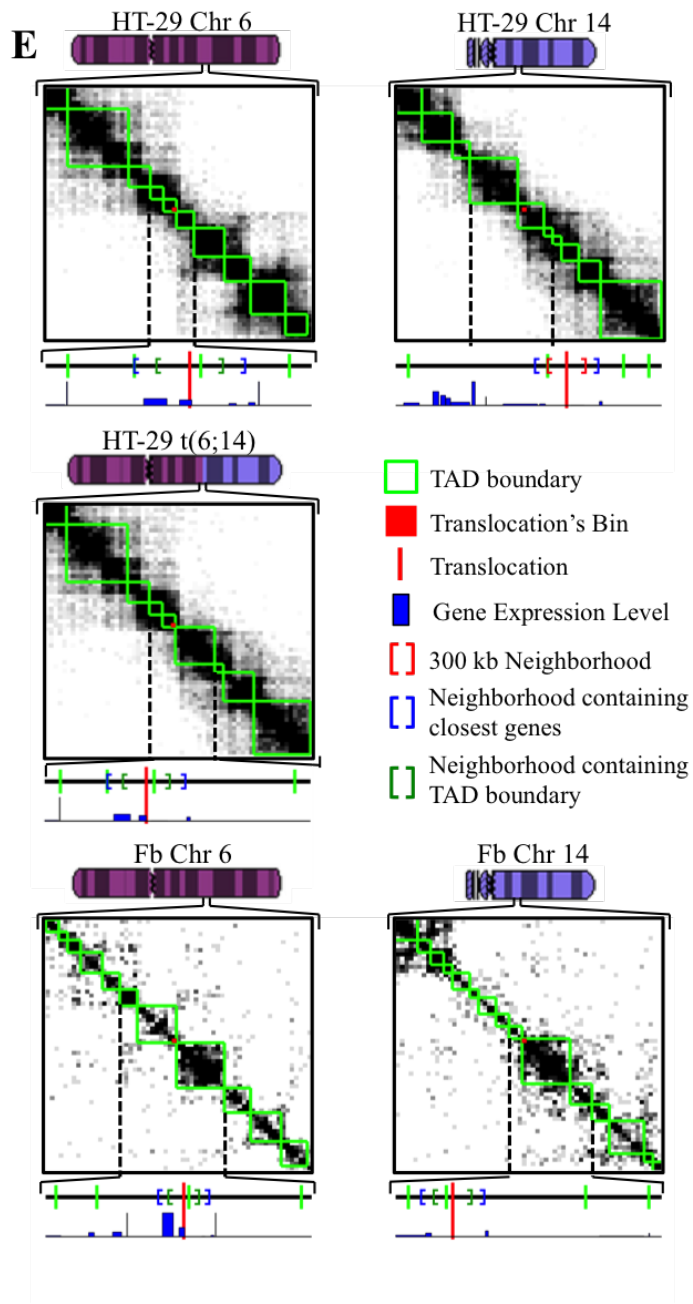 E
HT-29 Chr 6
HT-29 Chr 14
HT-29 t(6;14)
TAD boundary
Translocation's Bin
Translocation
Gene Expression Level
300 kb Neighborhood
Neighborhood containing
closest genes
Neighborhood containing
TAD boundary
Fb Chr 6
Fb Chr 14